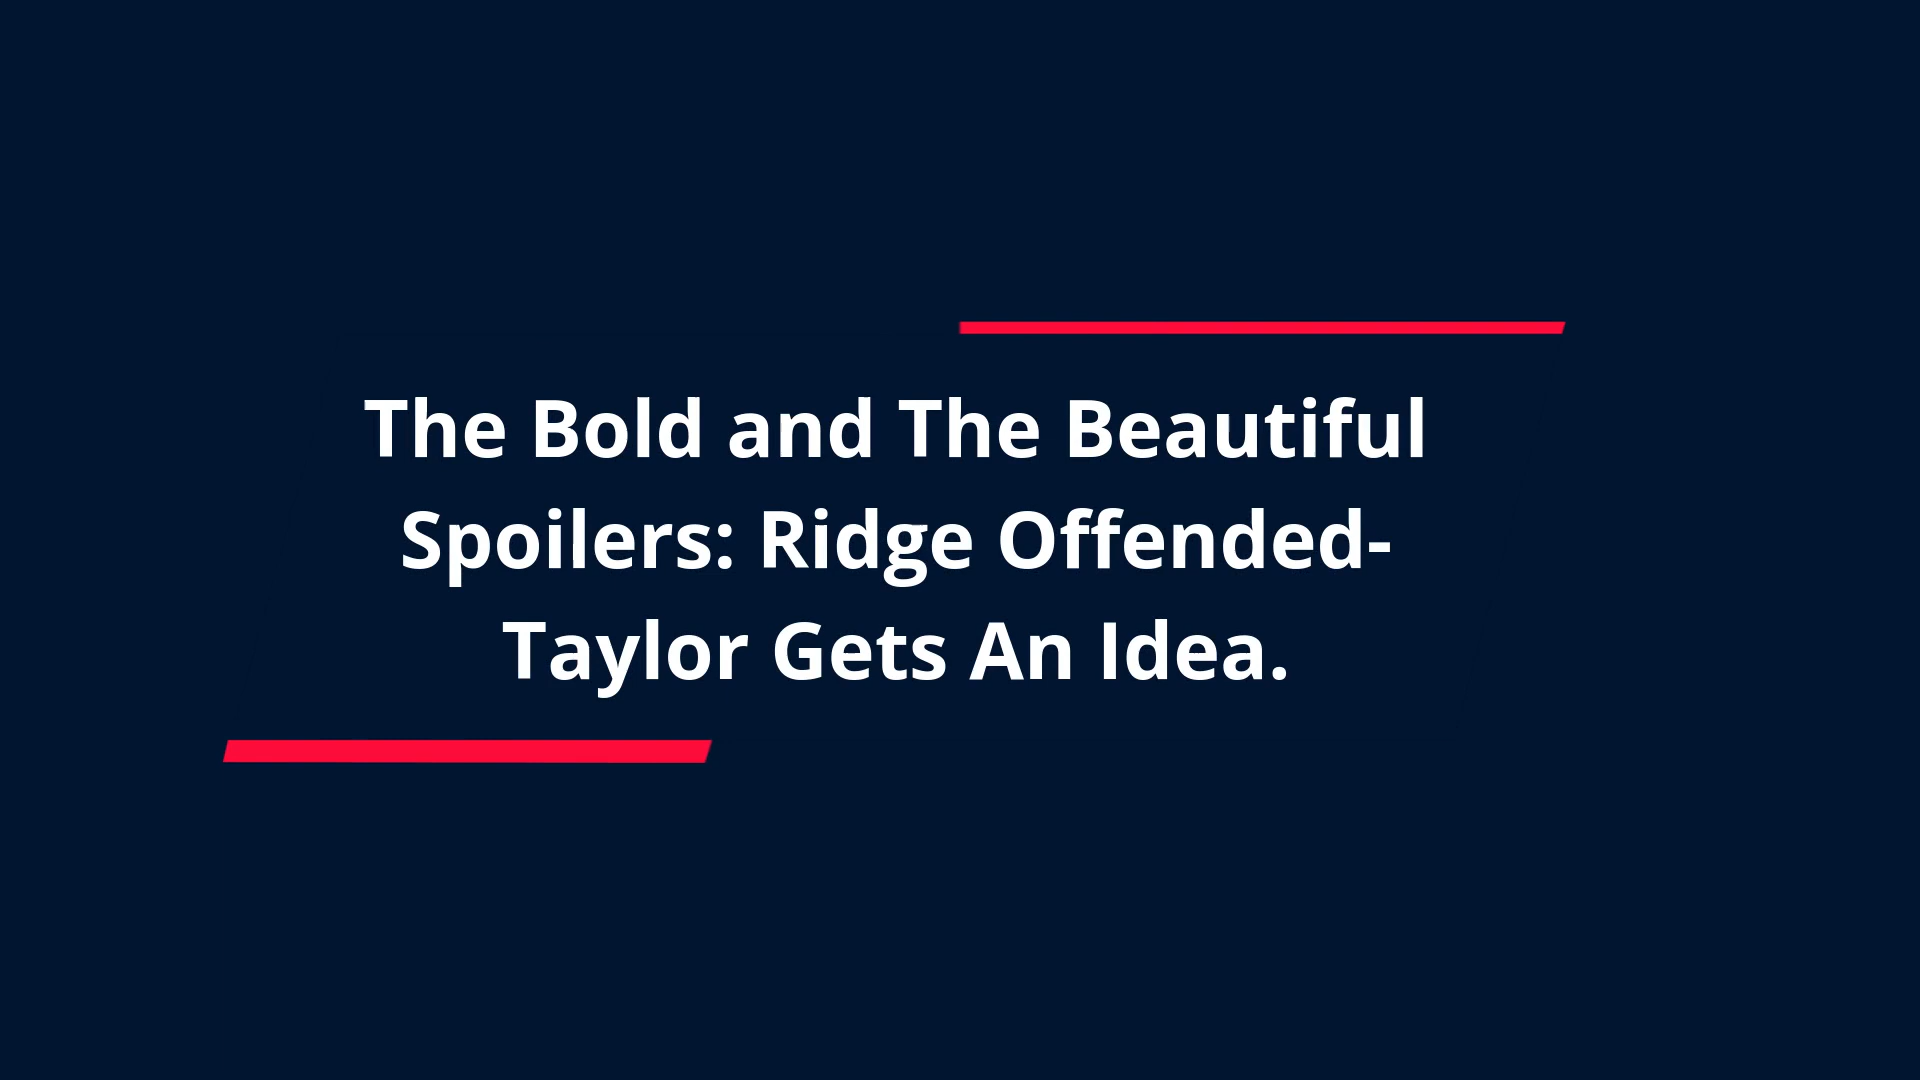 The Bold and The Beautiful
Spoilers: Ridge Offended-
Taylor Gets An Idea.